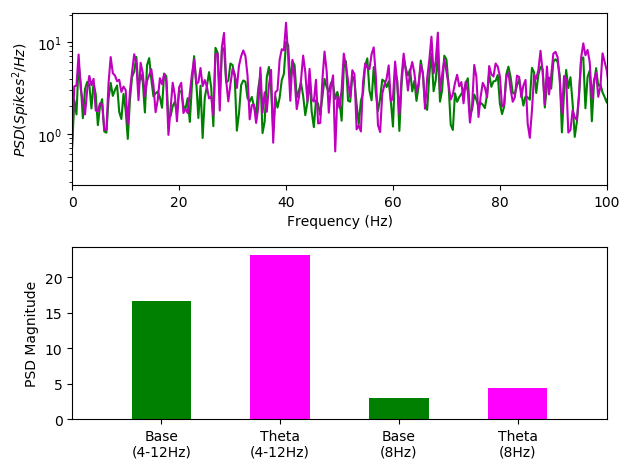 PSD(Spikes²/Hz)
10¹
10⁰
0 20 40 60 80 100
Frequency (Hz)
PSD Magnitude
20
15
10
5
0
Base Theta Base Theta
(4-12Hz) (4-12Hz) (8Hz) (8Hz)